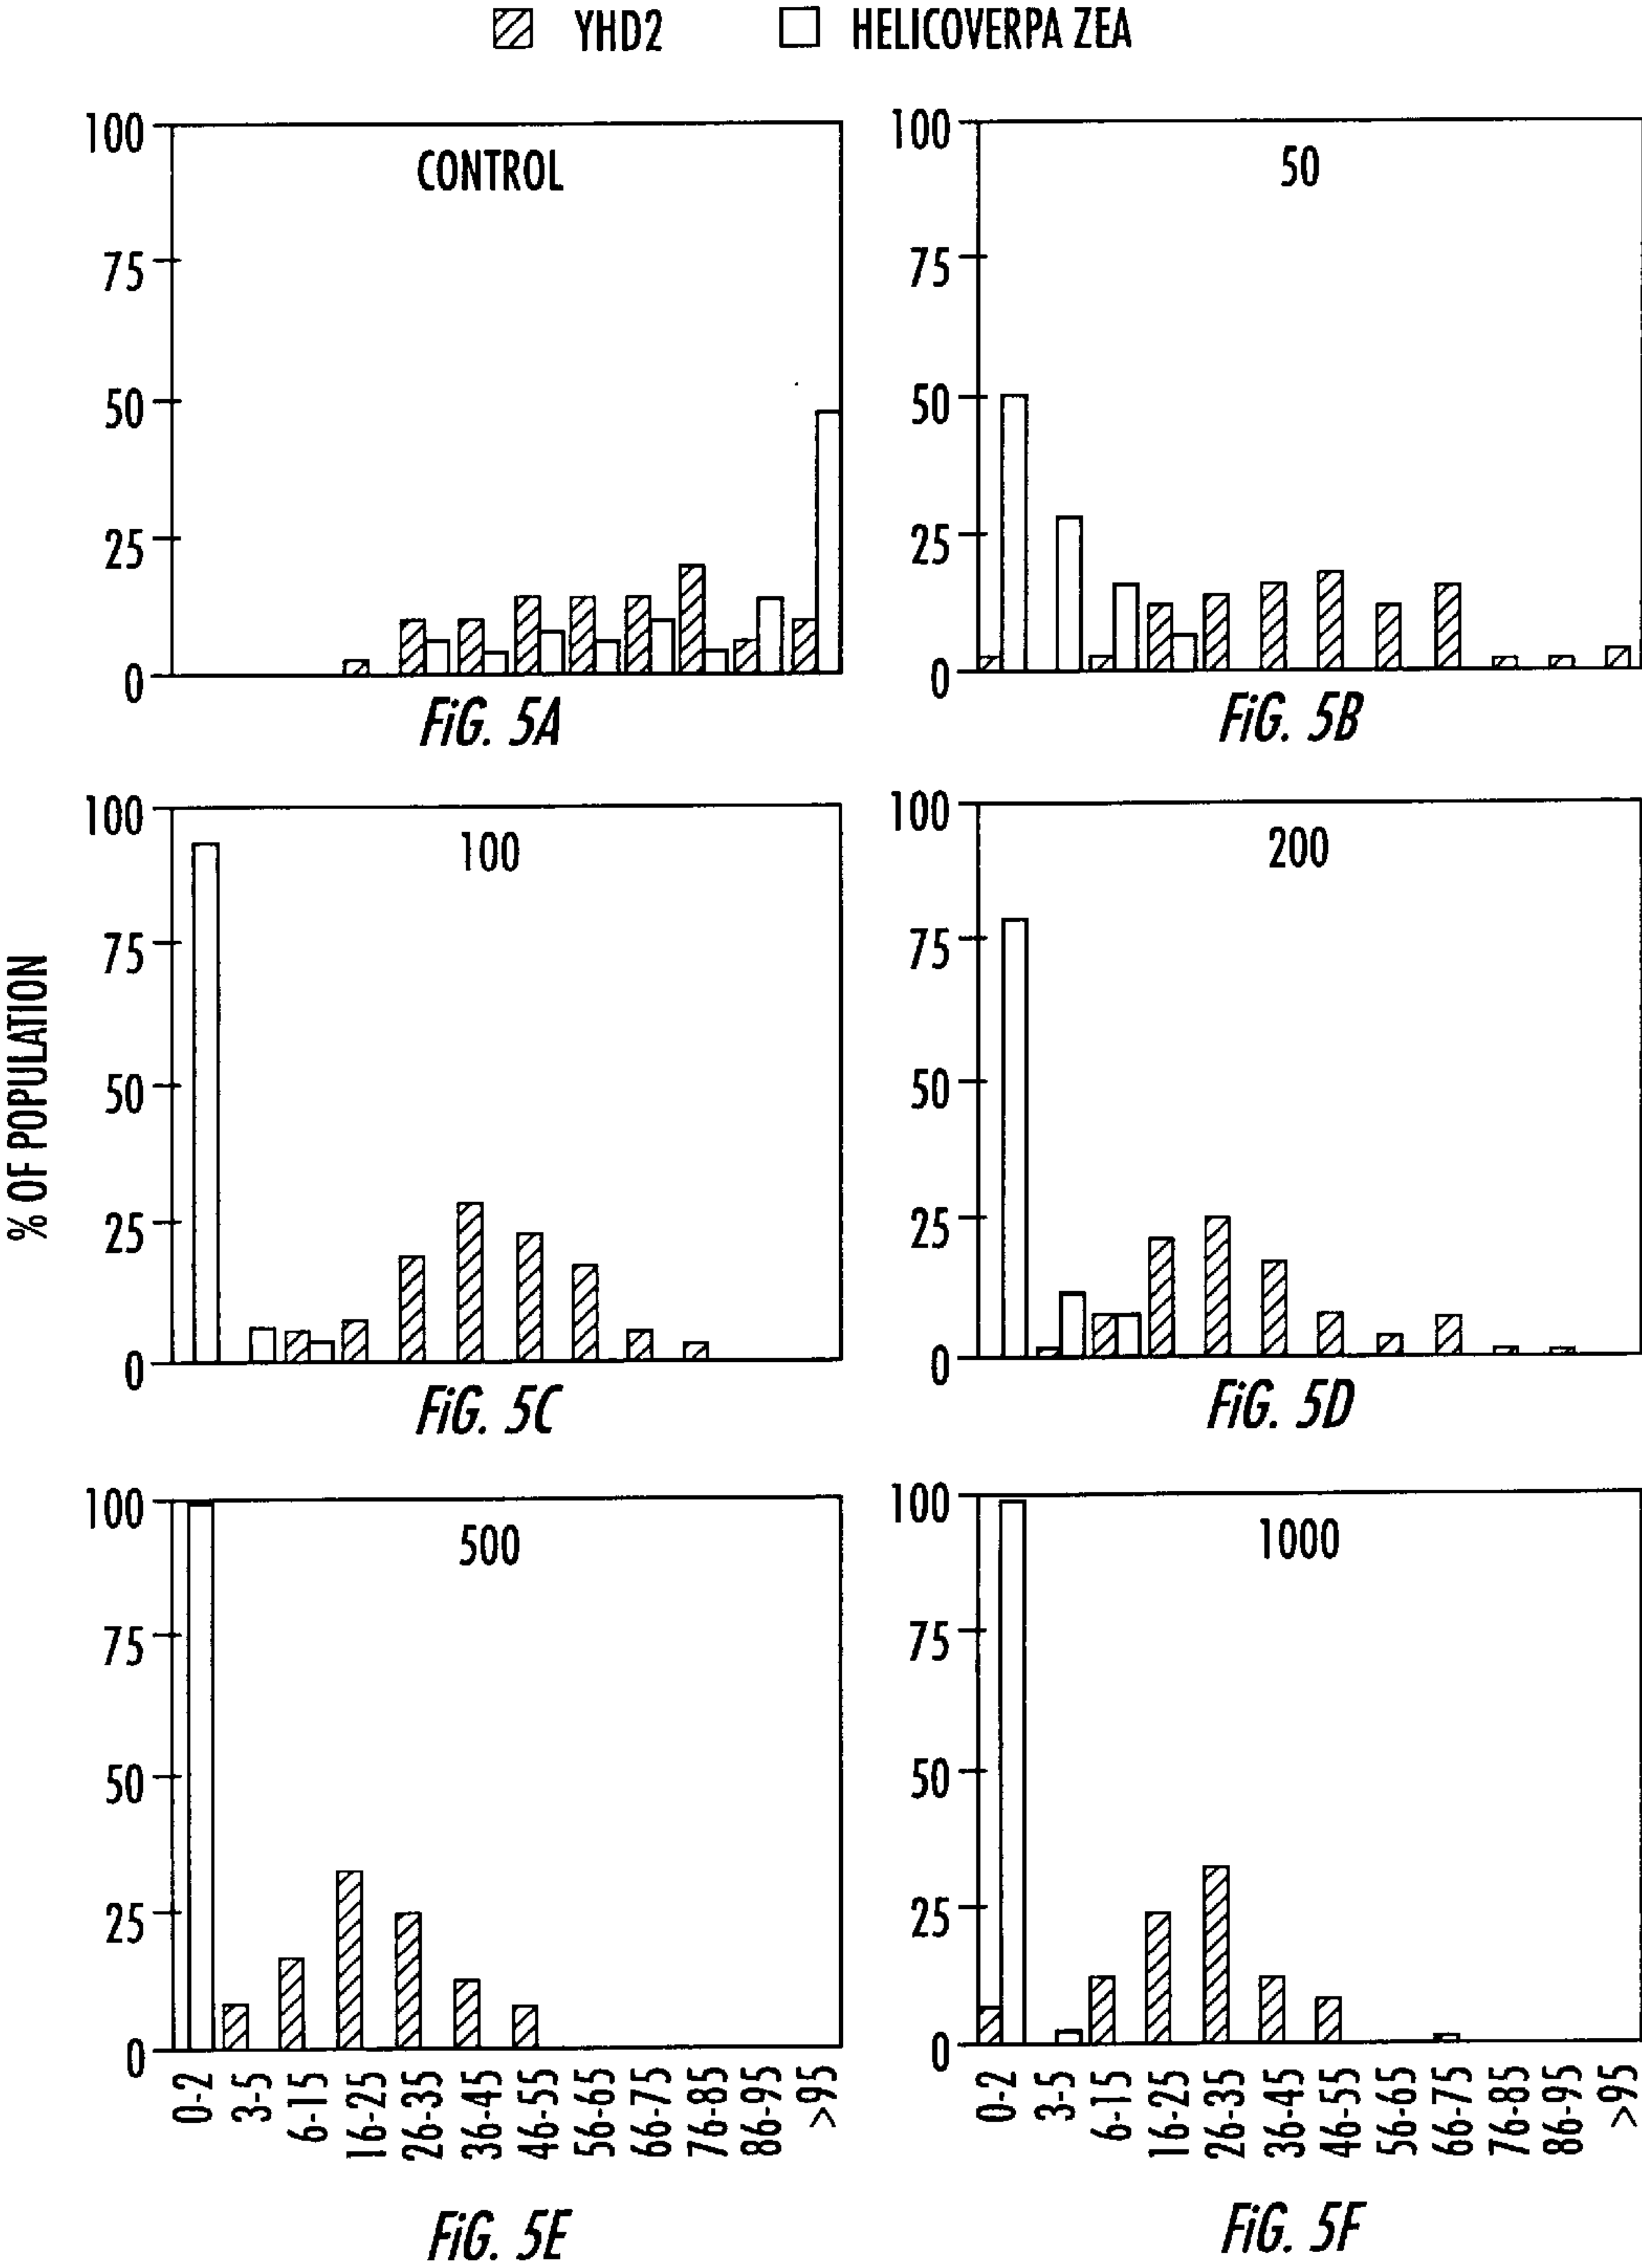 YHD2 HELICOVERPA ZEA
100 CONTROL 75 50 25 0
FiG. 5A
100 50 75 50 25 0
FiG. 5B
% OF POPULATION
100 100 75 50 25 0
FiG. 5C
100 200 75 50 25 0
FiG. 5D
100 500 75 50 25 0
0-2 3-5 6-15 16-25 26-35 36-45 46-55 56-65 66-75 76-85 86-95 >95
FiG. 5E
100 1000 75 50 25 0
0-2 3-5 6-15 16-25 26-35 36-45 46-55 56-65 66-75 76-85 86-95 >95
FiG. 5F